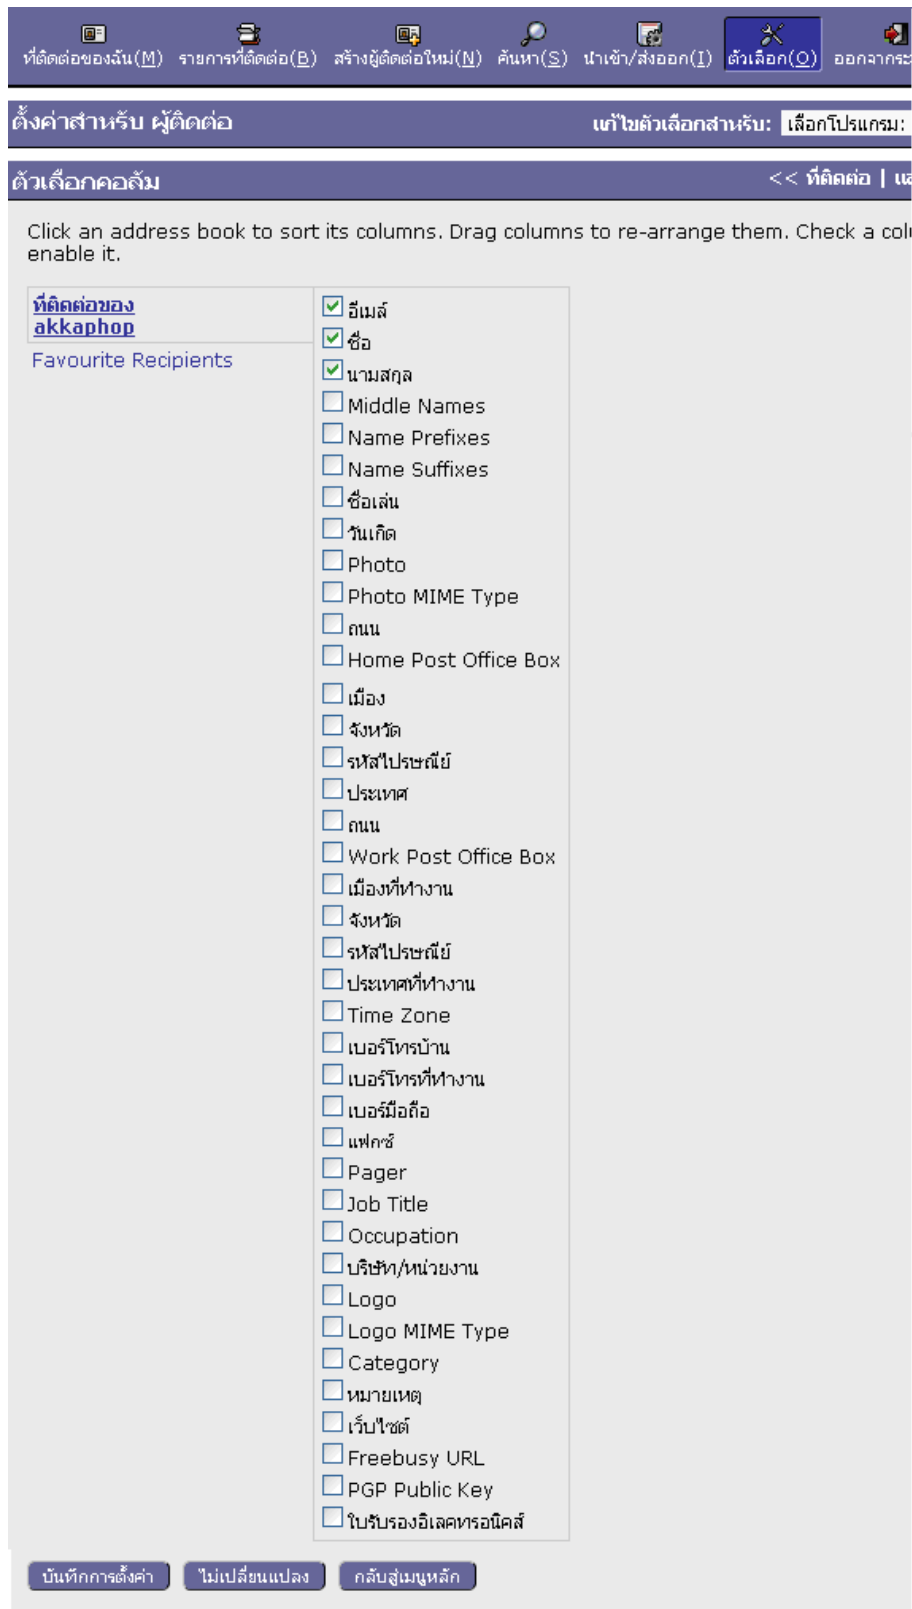 ที่ติดต่อของฉัน(M) รายการที่ติดต่อ(B) สร้างผู้ติดต่อใหม่(N) ค้นหา(S) นำเข้า/ส่งออก(I) ตัวเลือก(O) ออกจากระ
ตั้งค่าสำหรับ ผู้ติดต่อ แก้ไขตัวเลือกสำหรับ: เลือกโปรแกรม:
ตัวเลือกคอลัม << ที่ติดต่อ | แส
Click an address book to sort its columns. Drag columns to re-arrange them. Check a col
enable it.
ที่ติดต่อของ
akkaphop
Favourite Recipients
อีเมล์
ชื่อ
นามสกุล
Middle Names
Name Prefixes
Name Suffixes
ชื่อเล่น
วันเกิด
Photo
Photo MIME Type
ถนน
Home Post Office Box
เมือง
จังหวัด
รหัสไปรษณีย์
ประเทศ
ถนน
Work Post Office Box
เมืองที่ทำงาน
จังหวัด
รหัสไปรษณีย์
ประเทศที่ทำงาน
Time Zone
เบอร์โทรบ้าน
เบอร์โทรที่ทำงาน
เบอร์มือถือ
แฟกซ์
Pager
Job Title
Occupation
บริษัท/หน่วยงาน
Logo
Logo MIME Type
Category
หมายเหตุ
เว็บไซต์
Freebusy URL
PGP Public Key
ใบรับรองอิเลคทรอนิคส์
บันทึกการตั้งค่า ไม่เปลี่ยนแปลง กลับสู่เมนูหลัก